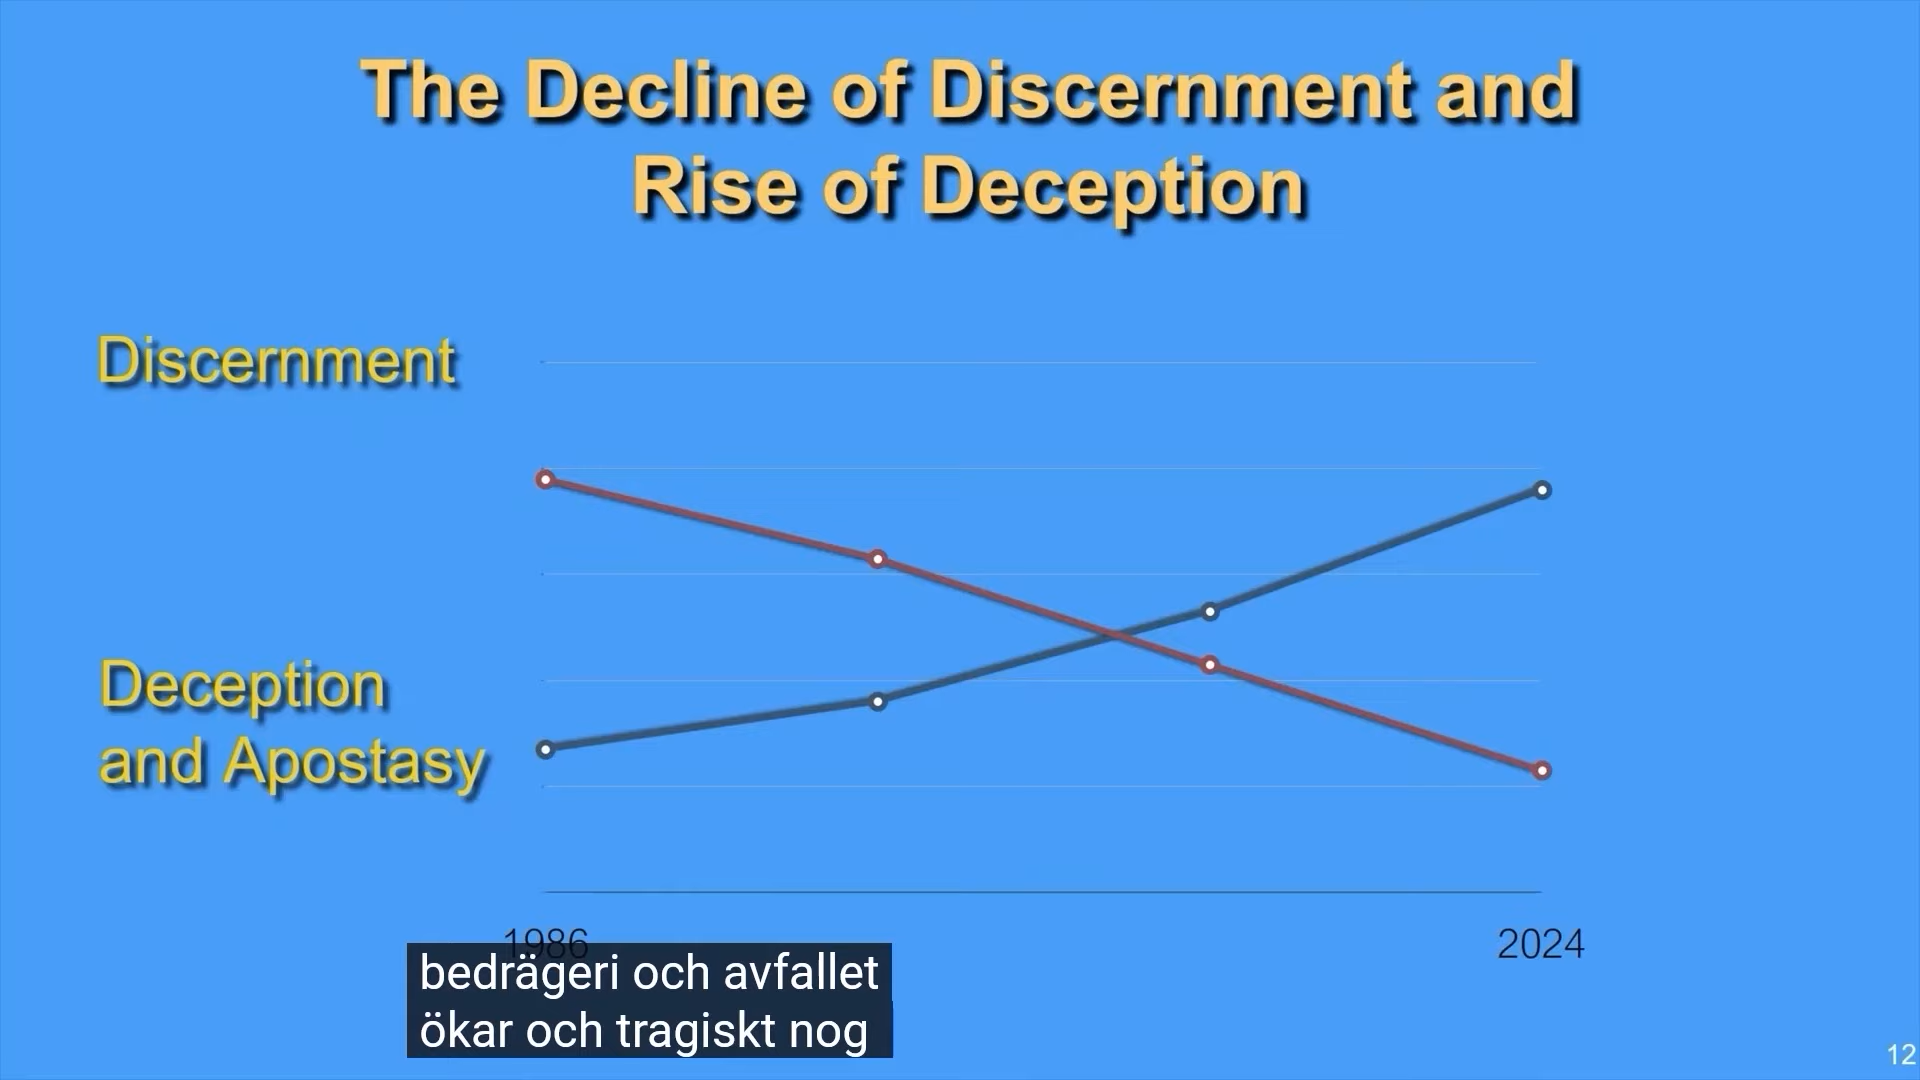 The Decline of Discernment and
Rise of Deception
Discernment
Deception
and Apostasy
1986
2024
bedrägeri och avfallet
ökar och tragiskt nog
12